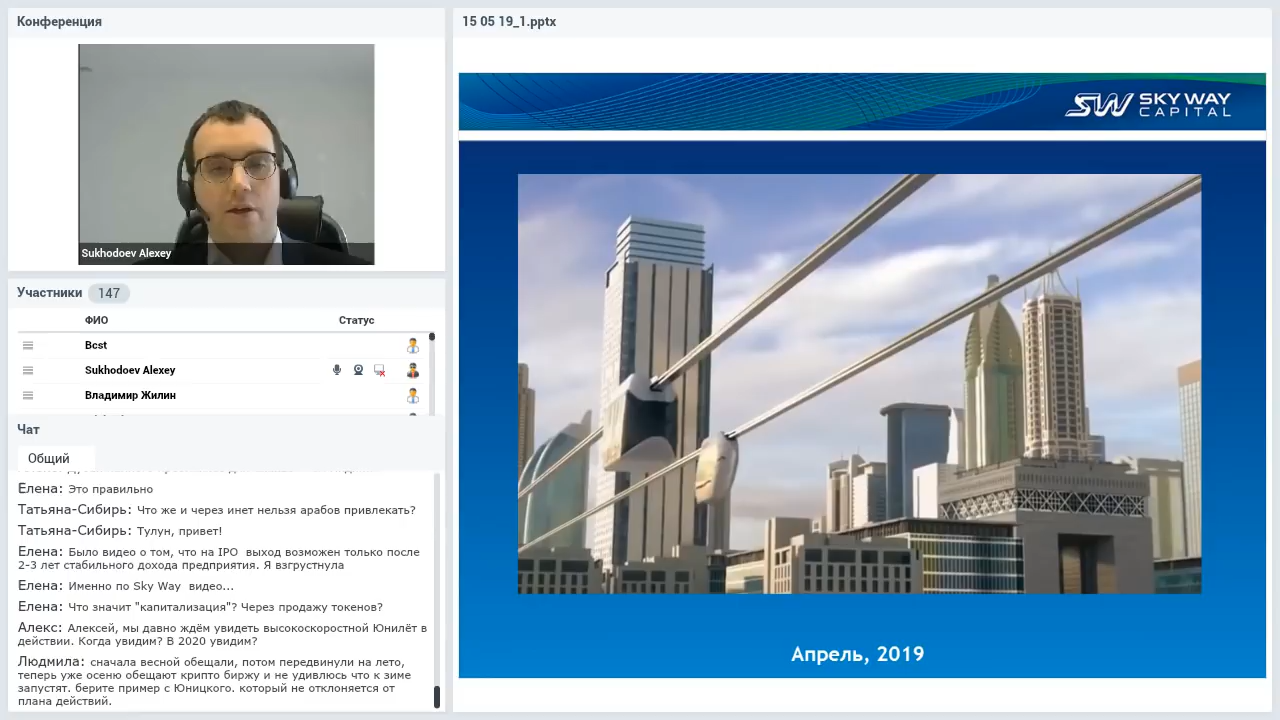 Конференция
Sukhodoev Alexey
Участники 147
ФИО Статус
Bcst
Sukhodoev Alexey
Владимир Жилин
Чат
Общий
Елена: Это правильно
Татьяна-Сибирь: Что же и через инет нельзя арабов привлекать?
Татьяна-Сибирь: Тулун, привет!
Елена: Было видео о том, что на IPO выход возможен только после
2-3 лет стабильного дохода предприятия. Я взгрустнула
Елена: Именно по Sky Way видео...
Елена: Что значит "капитализация"? Через продажу токенов?
Алекс: Алексей, мы давно ждём увидеть высокоскоростной Юнилёт в
действии. Когда увидим? В 2020 увидим?
Людмила: сначала весной обещали, потом передвинули на лето,
теперь уже осеню обещают крипто биржу и не удивлюсь что к зиме
запустят. берите пример с Юницкого. который не отклоняется от
плана действий.
15 05 19_1.pptx
SW SKY WAY
CAPITAL
Апрель, 2019